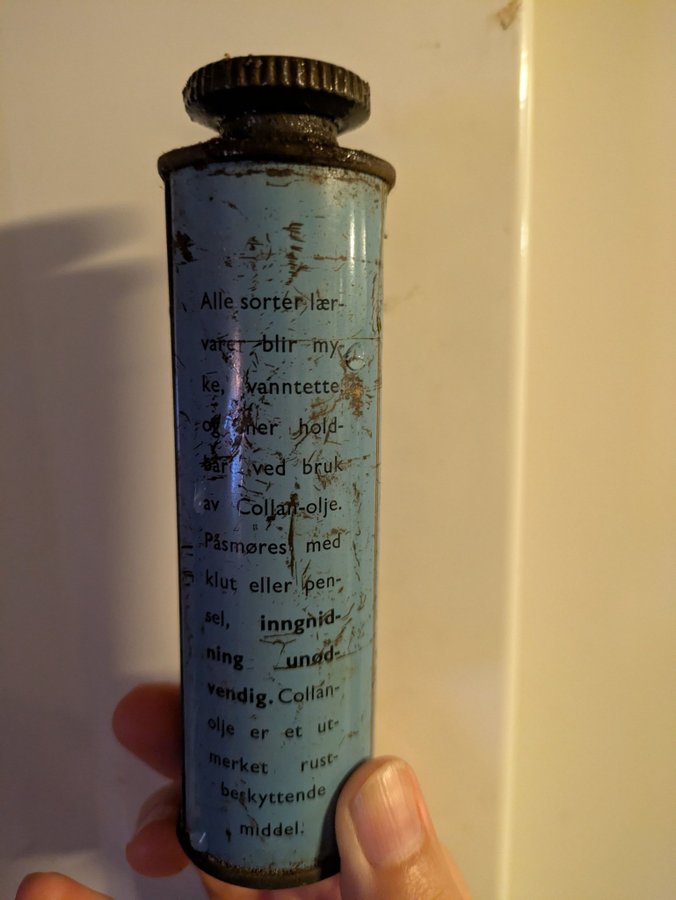 Alle sorter lær-
varer blir my-
ke, vanntette
og mer hold-
bare ved bruk
av Collan-olje.
Påsmøres med
klut eller pen-
sel, inngnid-
ning unød-
vendig. Collan-
olje er et ut-
merket rust-
beskyttende
middel.